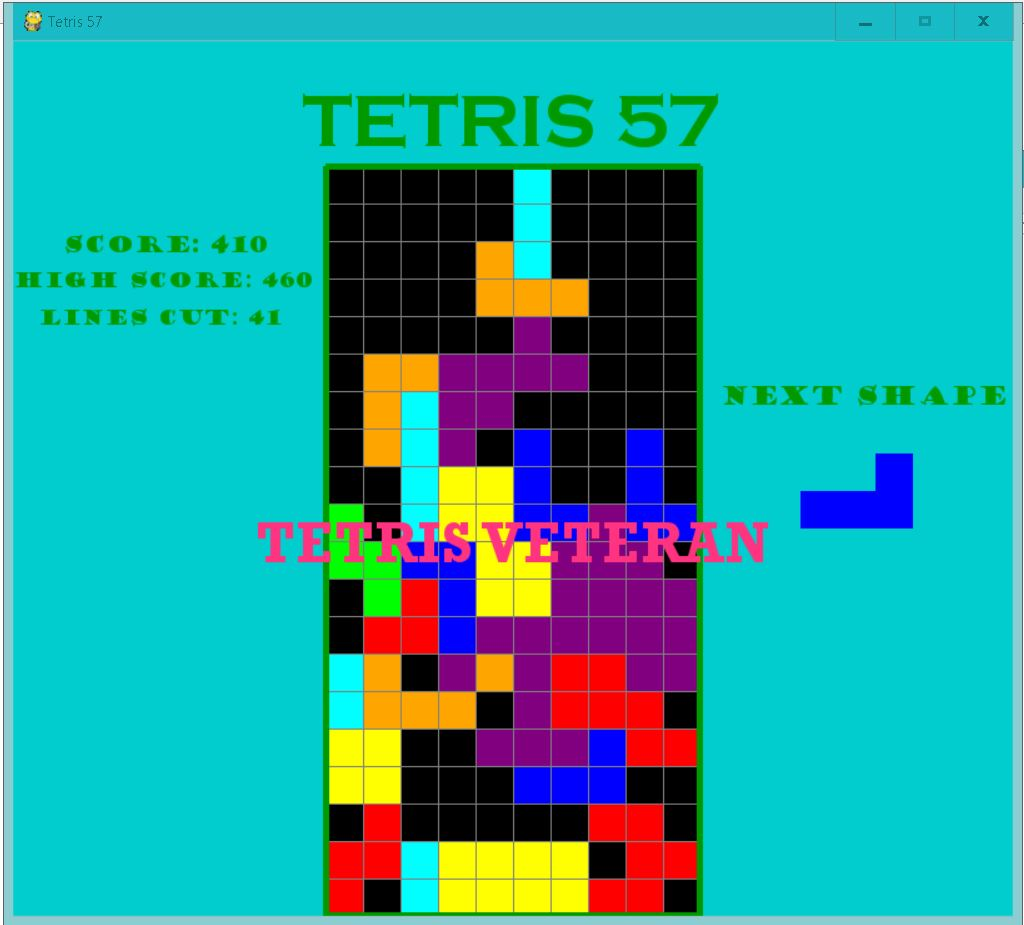 Tetris 57
TETRIS 57
SCORE: 410
HIGH SCORE: 460
LINES CUT: 41
NEXT SHAPE
TETRIS VETERAN